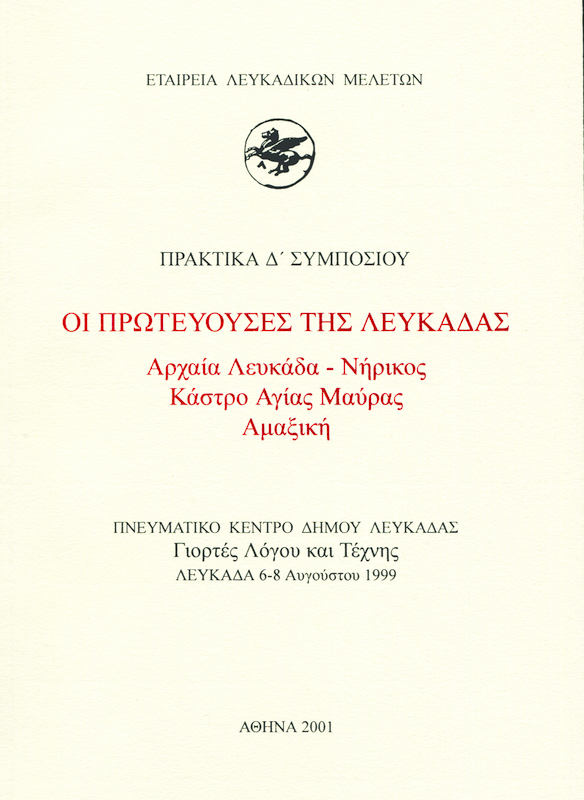 ΕΤΑΙΡΕΙΑ ΛΕΥΚΑΔΙΚΩΝ ΜΕΛΕΤΩΝ
Λ
ΠΡΑΚΤΙΚΑ Δ΄ ΣΥΜΠΟΣΙΟΥ
ΟΙ ΠΡΩΤΕΥΟΥΣΕΣ ΤΗΣ ΛΕΥΚΑΔΑΣ
Αρχαία Λευκάδα - Νήρικος
Κάστρο Αγίας Μαύρας
Αμαξική
ΠΝΕΥΜΑΤΙΚΟ ΚΕΝΤΡΟ ΔΗΜΟΥ ΛΕΥΚΑΔΑΣ
Γιορτές Λόγου και Τέχνης
ΛΕΥΚΑΔΑ 6-8 Αυγούστου 1999
ΑΘΗΝΑ 2001